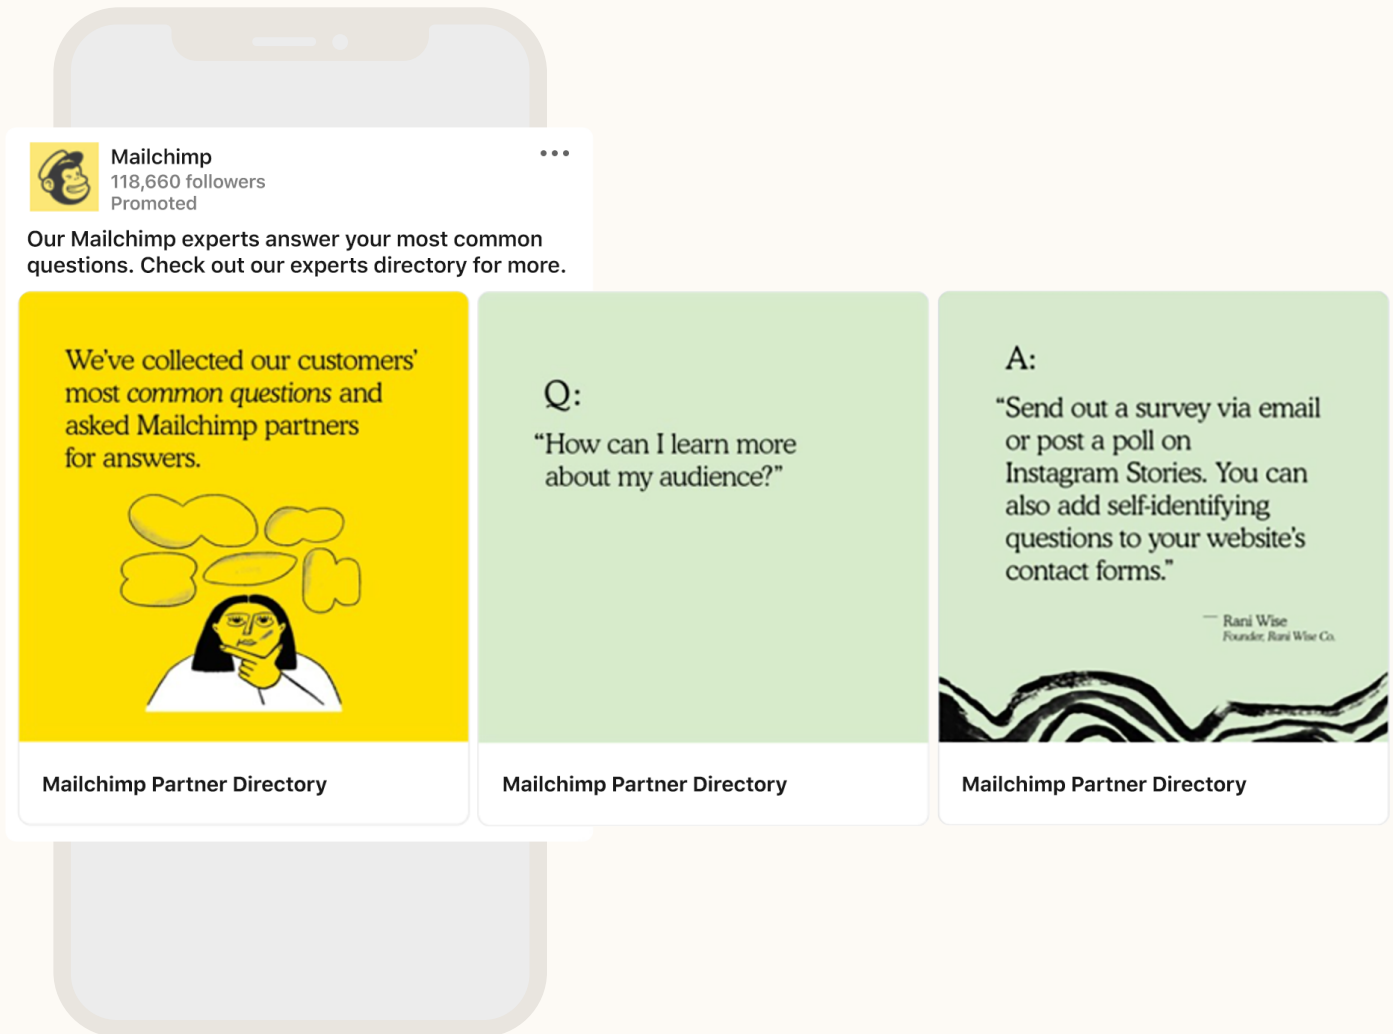 Mailchimp
118,660 followers
Promoted
Our Mailchimp experts answer your most common
questions. Check out our experts directory for more.
We’ve collected our customers’
most common questions and
asked Mailchimp partners
for answers.
Mailchimp Partner Directory
Q:
“How can I learn more
about my audience?”
Mailchimp Partner Directory
A:
“Send out a survey via email
or post a poll on
Instagram Stories. You can
also add self-identifying
questions to your website’s
contact forms.”
— Rani Wise
Founder, Rani Wise Co.
Mailchimp Partner Directory